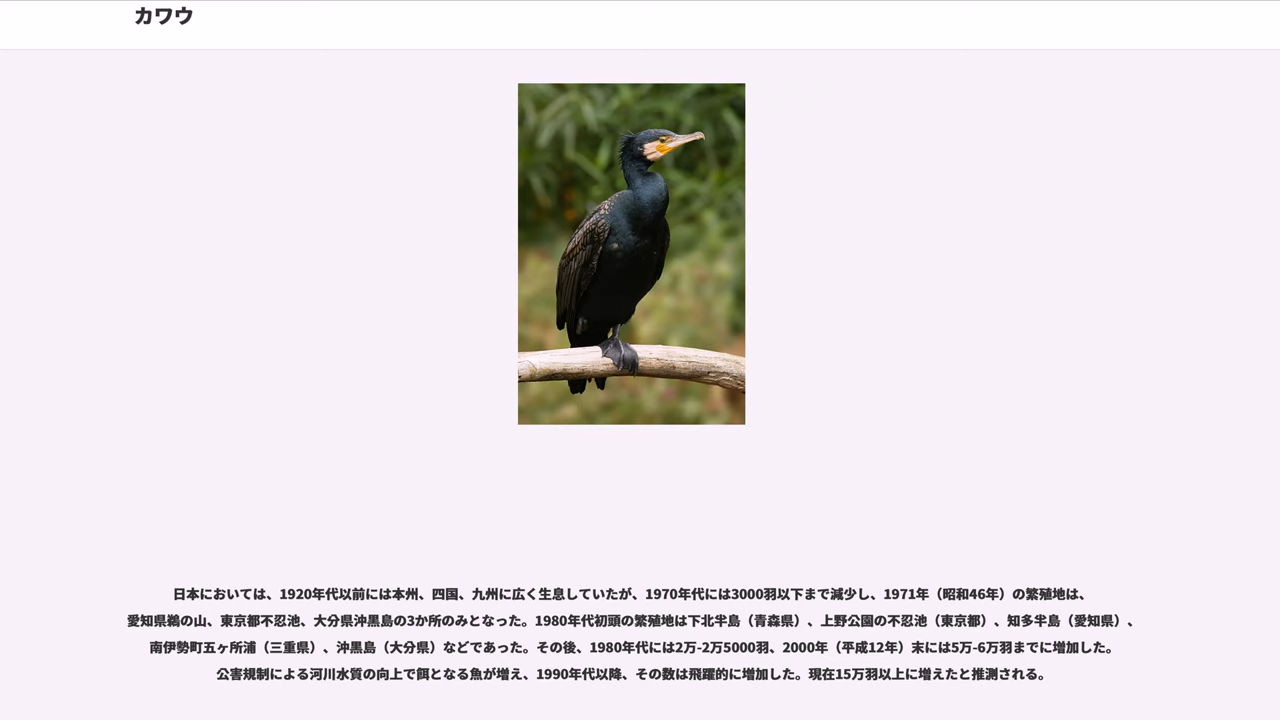 カワウ
日本においては、1920年代以前には本州、四国、九州に広く生息していたが、1970年代には3000羽以下まで減少し、1971年（昭和46年）の繁殖地は、
愛知県鵜の山、東京都不忍池、大分県沖黒島の3か所のみとなった。1980年代初頭の繁殖地は下北半島（青森県）、上野公園の不忍池（東京都）、知多半島（愛知県）、
南伊勢町五ヶ所浦（三重県）、沖黒島（大分県）などであった。その後、1980年代には2万-2万5000羽、2000年（平成12年）末には5万-6万羽までに増加した。
公害規制による河川水質の向上で餌となる魚が増え、1990年代以降、その数は飛躍的に増加した。現在15万羽以上に増えたと推測される。